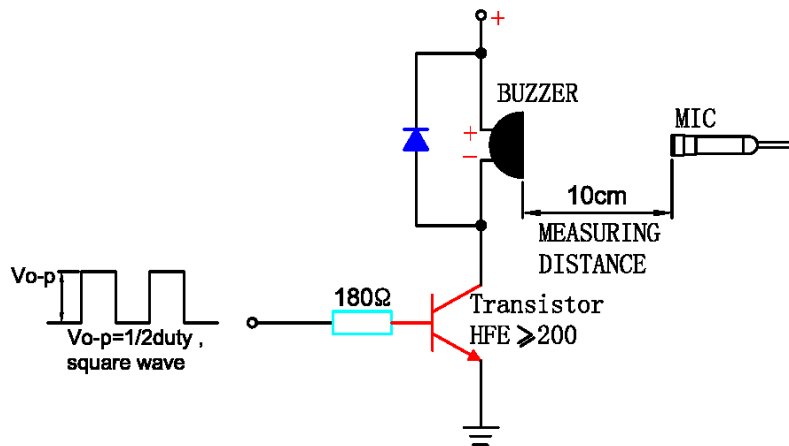 +
BUZZER
+
−
MIC
10cm
MEASURING
DISTANCE
Vo-p
Vo-p=1/2duty ,
square wave
180Ω
Transistor
HFE ⩾200